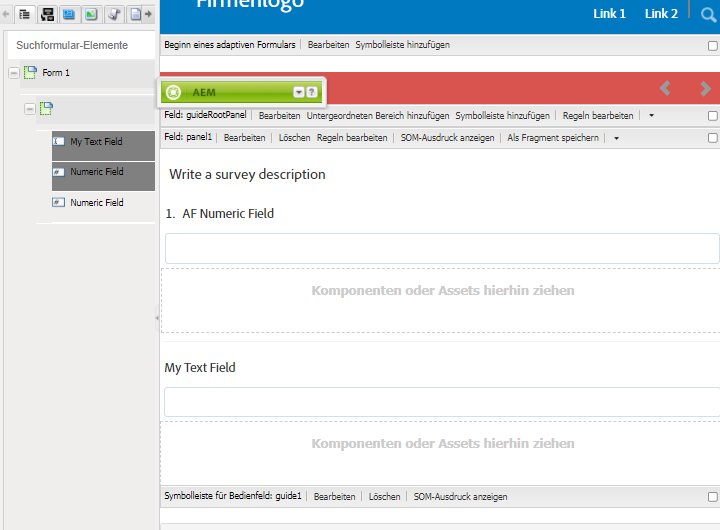 Firmenlogo
Link 1 Link 2
Suchformular-Elemente
Form 1
My Text Field
Numeric Field
Numeric Field
Beginn eines adaptiven Formulars Bearbeiten Symbolleiste hinzufügen
AEM ?
Feld: guideRootPanel Bearbeiten Untergeordneten Bereich hinzufügen Symbolleiste hinzufügen Regeln bearbeiten
Feld: panel1 Bearbeiten Löschen Regeln bearbeiten SOM-Ausdruck anzeigen Als Fragment speichern
Write a survey description
1. AF Numeric Field
Komponenten oder Assets hierhin ziehen
My Text Field
Komponenten oder Assets hierhin ziehen
Symbolleiste für Bedienfeld: guide1 Bearbeiten Löschen SOM-Ausdruck anzeigen